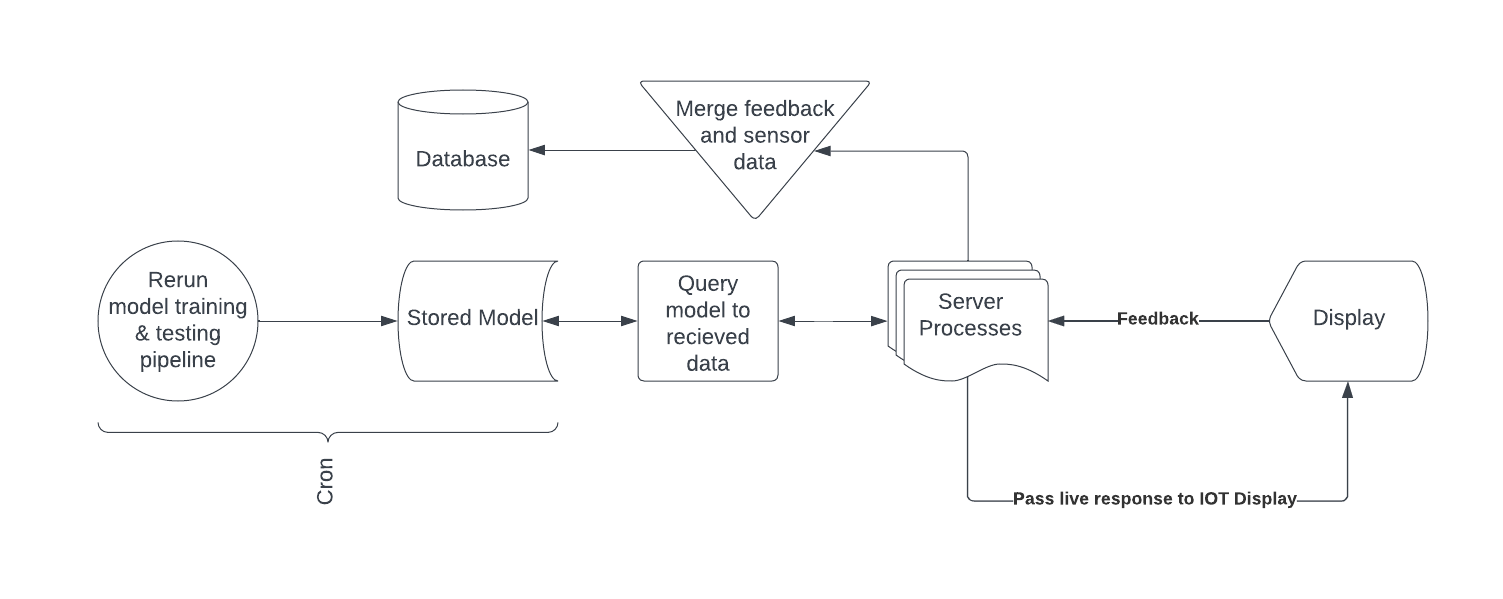 Merge feedback
and sensor
data
Database
Rerun
model training
& testing
pipeline
Stored Model
Query
model to
recieved
data
Server
Processes
Feedback
Display
Cron
Pass live response to IOT Display